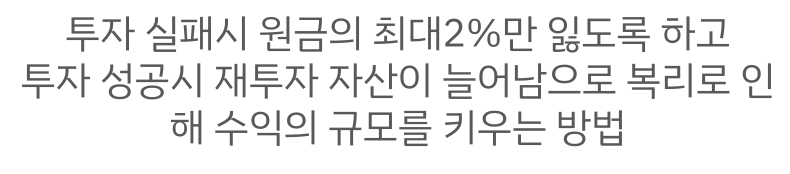 투자 실패시 원금의 최대2%만 잃도록 하고
투자 성공시 재투자 자산이 늘어남으로 복리로 인
해 수익의 규모를 키우는 방법